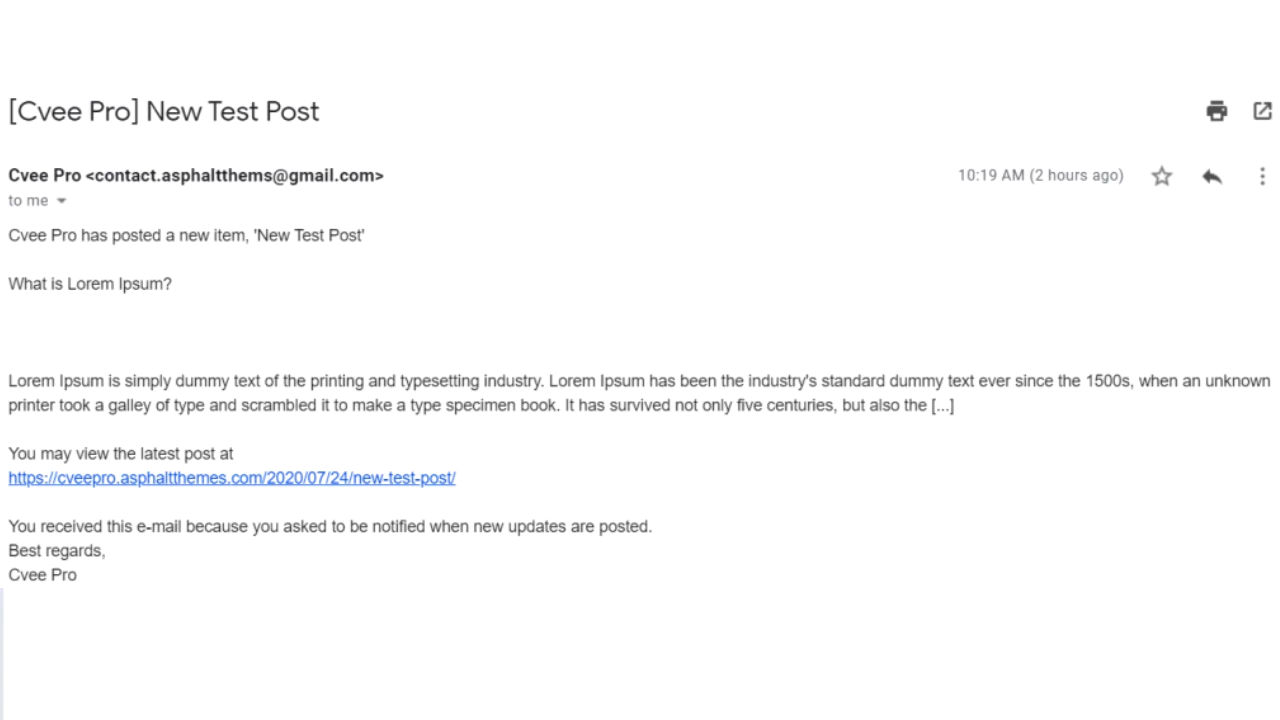 [Cvee Pro] New Test Post
Cvee Pro <contact.asphaltthems@gmail.com>
10:19 AM (2 hours ago)
to me
Cvee Pro has posted a new item, 'New Test Post'
What is Lorem Ipsum?
Lorem Ipsum is simply dummy text of the printing and typesetting industry. Lorem Ipsum has been the industry's standard dummy text ever since the 1500s, when an unknown
printer took a galley of type and scrambled it to make a type specimen book. It has survived not only five centuries, but also the [...]
You may view the latest post at
https://cveepro.asphaltthemes.com/2020/07/24/new-test-post/
You received this e-mail because you asked to be notified when new updates are posted.
Best regards,
Cvee Pro